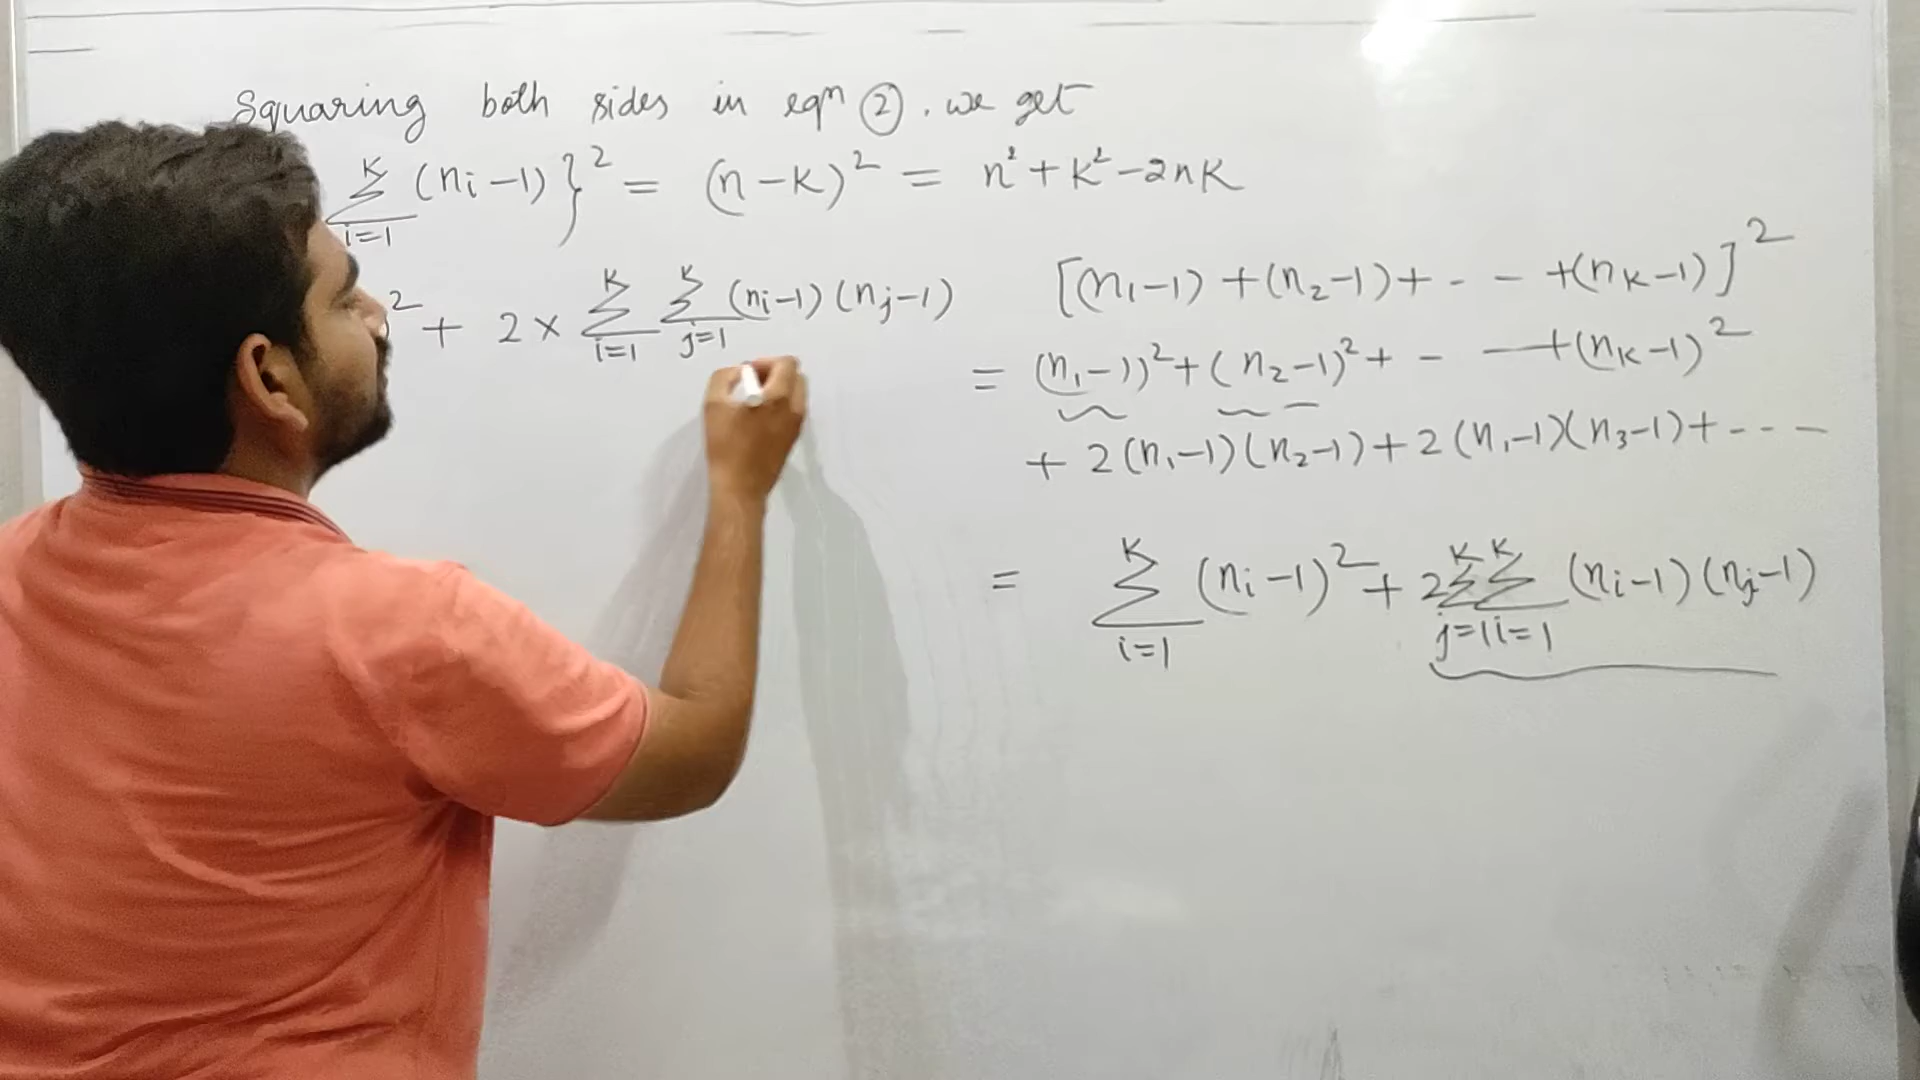 Squaring both sides in eqn ②, we get
K∑i=1 (ni-1)}² = (n-K)² = n²+K²-2nK
² + 2 × K∑i=1 K∑j=1 (ni-1)(nj-1)
[(n1-1)+(n2-1)+ - - +(nK-1)]²
= (n1-1)²+(n2-1)²+ - - +(nK-1)²
+ 2(n1-1)(n2-1)+2(n1-1)(n3-1)+ - - -
= K∑i=1 (ni-1)² + 2 K∑j=1 K∑i=1 (ni-1)(nj-1)